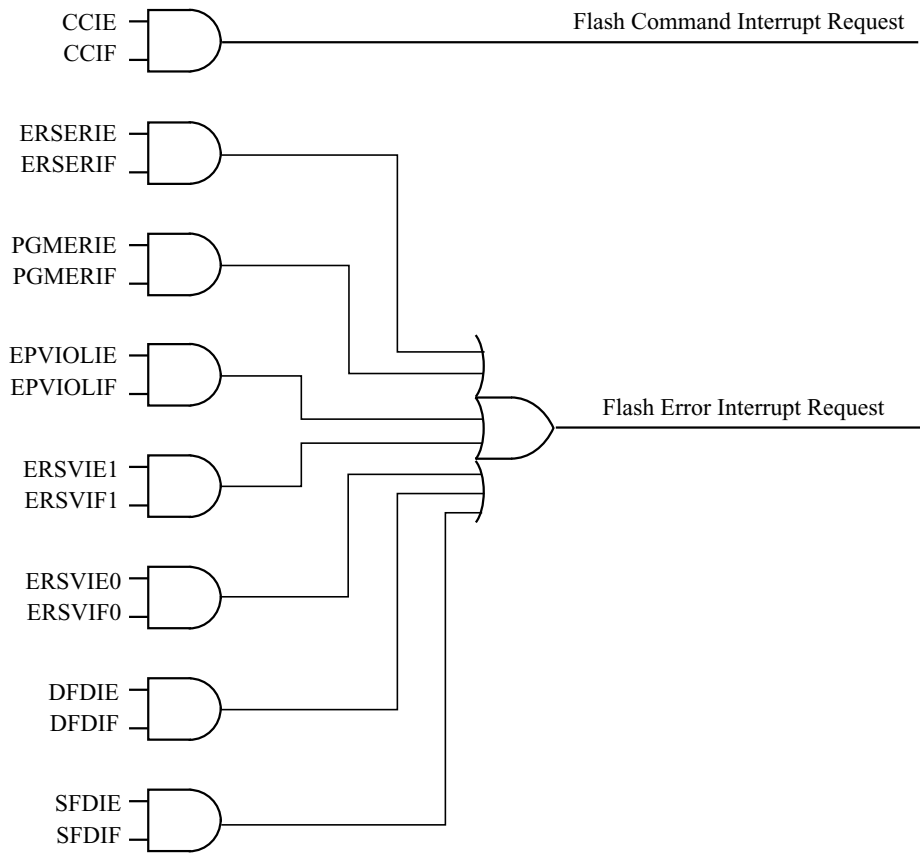 CCIE
CCIF
Flash Command Interrupt Request
ERSERIE
ERSERIF
PGMERIE
PGMERIF
EPVIOLIE
EPVIOLIF
Flash Error Interrupt Request
ERSVIE1
ERSVIF1
ERSVIE0
ERSVIF0
DFDIE
DFDIF
SFDIE
SFDIF